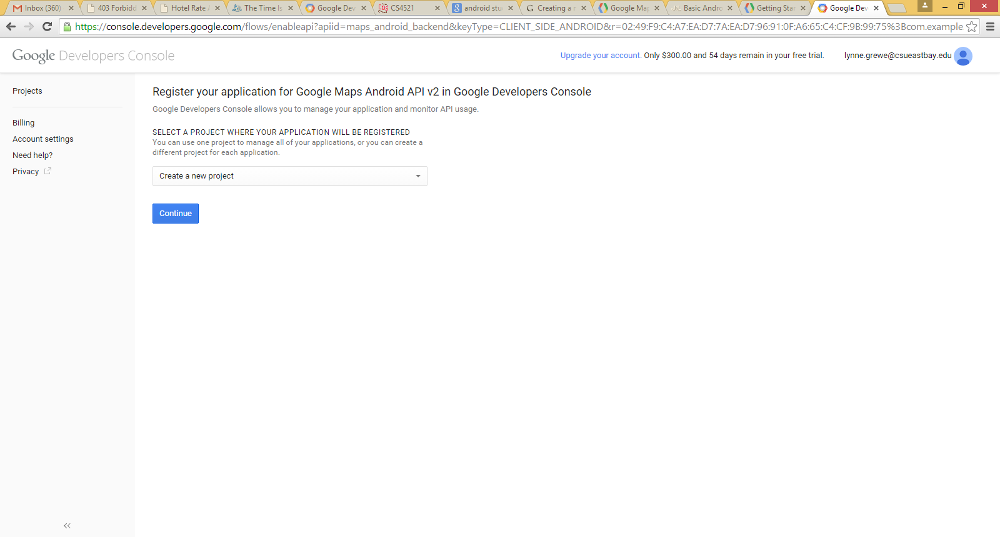 Inbox (360)
403 Forbidd
Hotel Rate A
The Time Is
Google Dev
CS4521
android stu
Creating a n
Google Map
Basic Andro
Getting Star
Google Dev
https://console.developers.google.com/flows/enableapi?apiid=maps_android_backend&keyType=CLIENT_SIDE_ANDROID&r=02:49:F9:C4:A7:EA:D7:7A:EA:D7:96:91:0F:A6:65:C4:CF:9B:99:75%3Bcom.example
Google Developers Console
Upgrade your account. Only $300.00 and 54 days remain in your free trial.
lynne.grewe@csueastbay.edu
Projects
Billing
Account settings
Need help?
Privacy
Register your application for Google Maps Android API v2 in Google Developers Console
Google Developers Console allows you to manage your application and monitor API usage.
SELECT A PROJECT WHERE YOUR APPLICATION WILL BE REGISTERED
You can use one project to manage all of your applications, or you can create a
different project for each application.
Create a new project
Continue